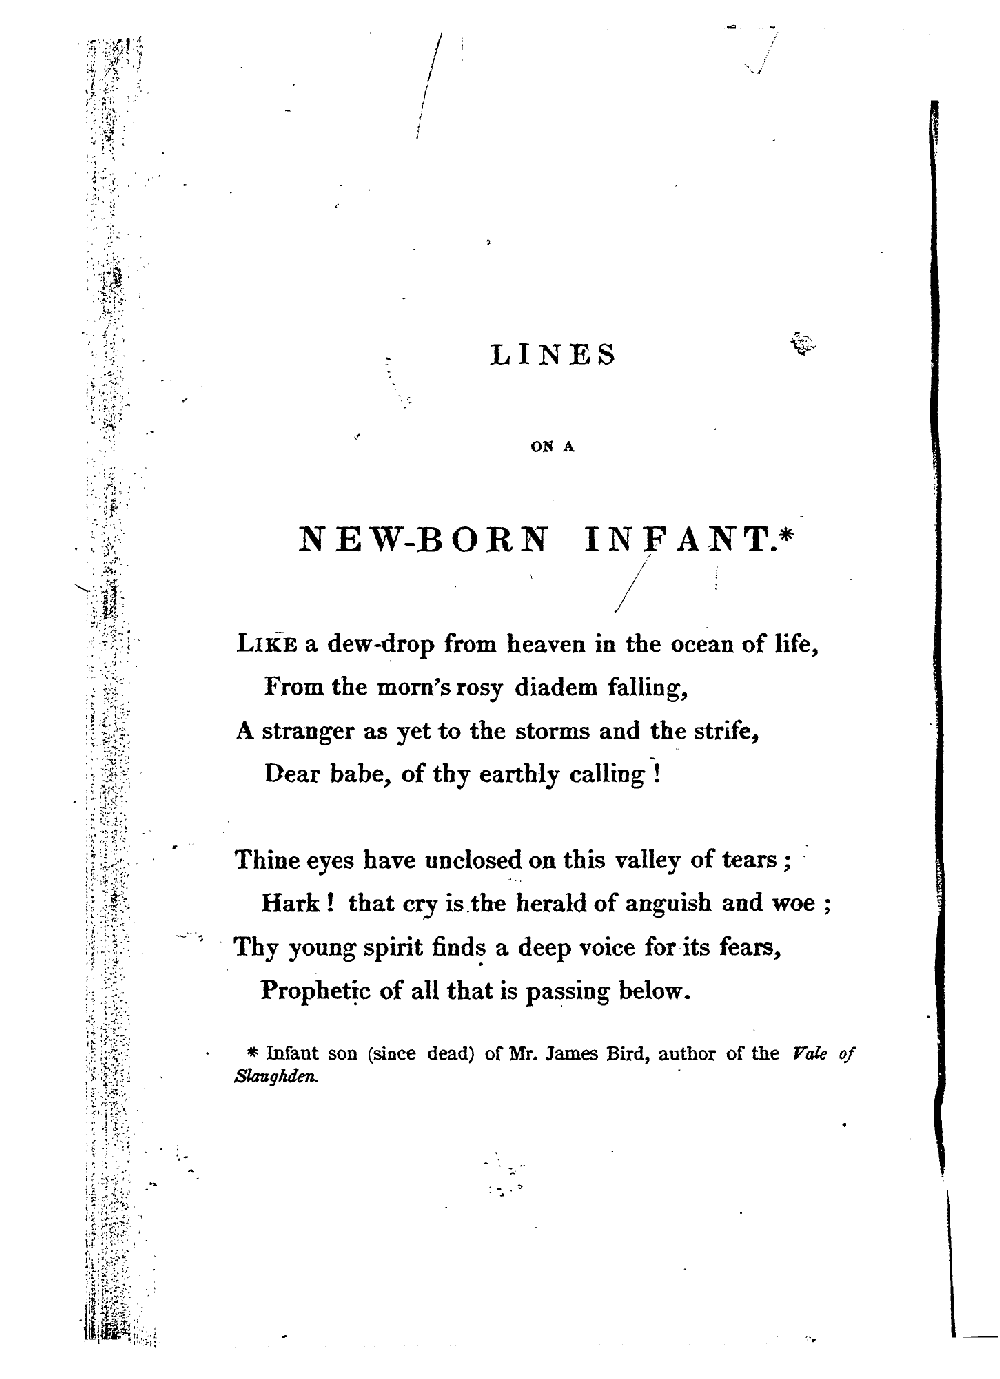 LINES
ON A
NEW-BORN INFANT.*
LIKE a dew-drop from heaven in the ocean of life,
From the morn's rosy diadem falling,
A stranger as yet to the storms and the strife,
Dear babe, of thy earthly calling !
Thine eyes have unclosed on this valley of tears ;
Hark ! that cry is the herald of anguish and woe ;
Thy young spirit finds a deep voice for its fears,
Prophetic of all that is passing below.
* Infant son (since dead) of Mr. James Bird, author of the Vale of
Slaughden.